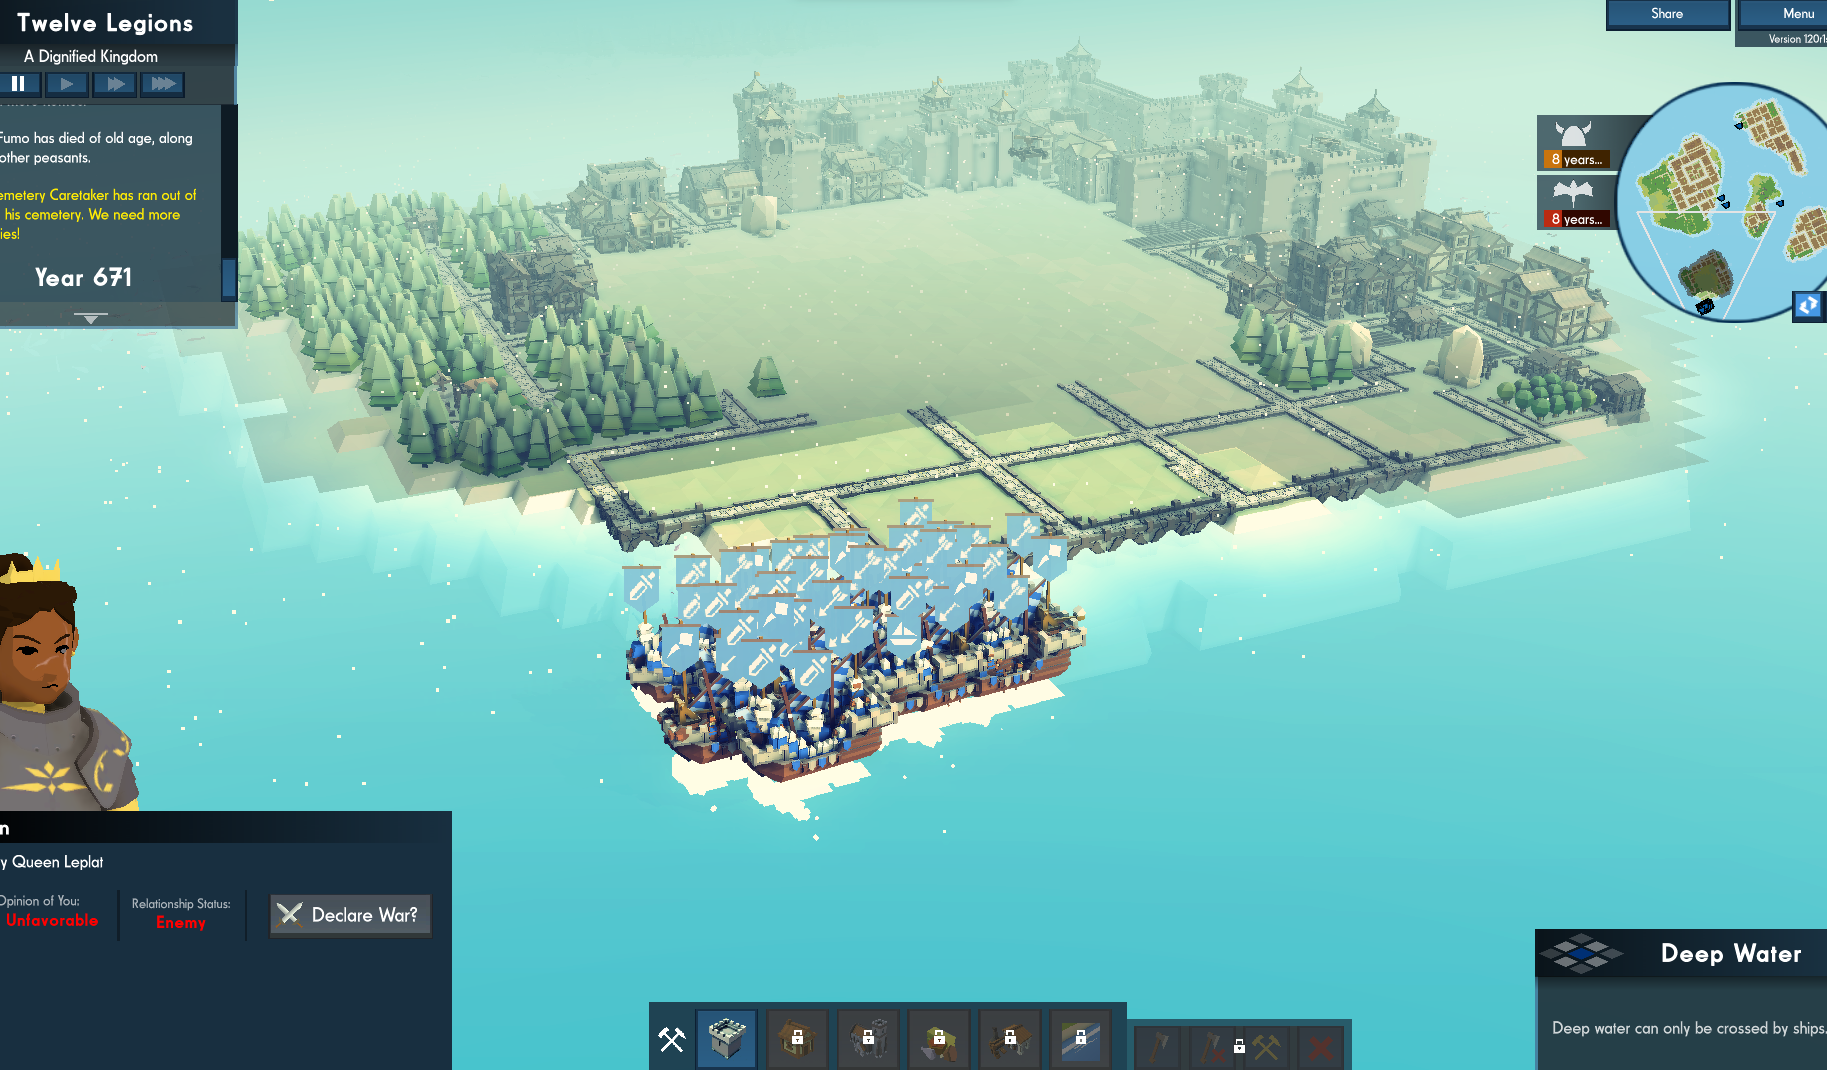 Twelve Legions
A Dignified Kingdom
Fumo has died of old age, along
other peasants.
emetery Caretaker has ran out of
his cemetery. We need more
ies!
Year 671
Share
Menu
Version 120r1s
8 years...
8 years...
n
y Queen Leplat
Opinion of You:
Unfavorable
Relationship Status:
Enemy
Declare War?
Deep Water
Deep water can only be crossed by ships.